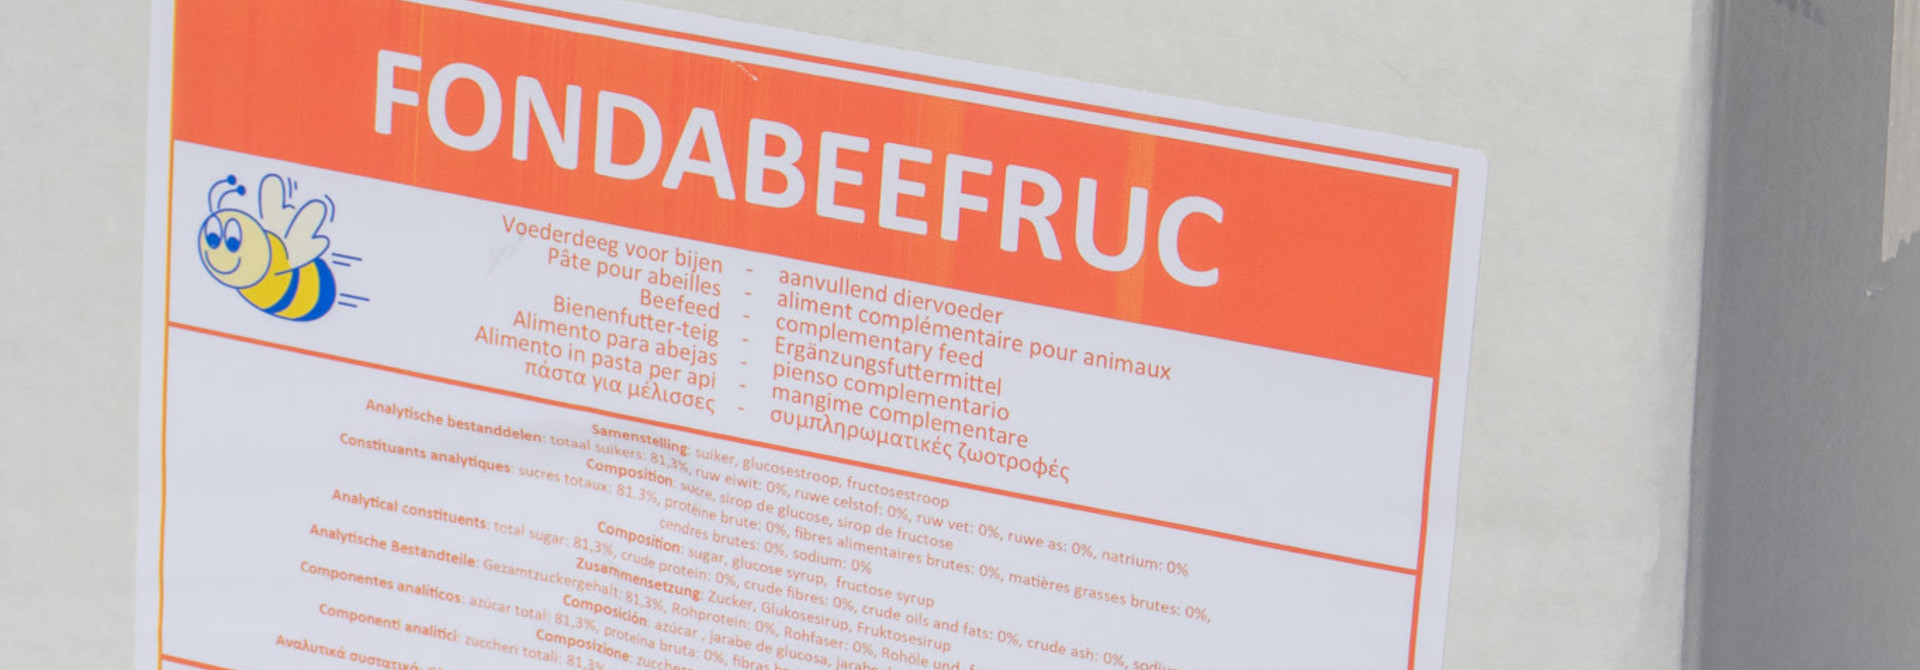 FONDABEEFRUC
Voederdeeg voor bijen - aanvullend diervoeder
Pâte pour abeilles - aliment complémentaire pour animaux
Beefeed - complementary feed
Bienenfutter-teig - Ergänzungsfuttermittel
Alimento para abejas - pienso complementario
Alimento in pasta per api - mangime complementare
πάστα για μέλισσες - συμπληρωματικές ζωοτροφές
Samenstelling: suiker, glucosestroop, fructosestroop
Analytische bestanddelen: totaal suikers: 81,3%, ruw eiwit: 0%, ruwe celstof: 0%, ruw vet: 0%, ruwe as: 0%, natrium: 0%
Composition: sucre, sirop de glucose, sirop de fructose
Constituants analytiques: sucres totaux: 81.3%, protéine brute: 0%, fibres alimentaires brutes: 0%, matières grasses brutes: 0%,
cendres brutes: 0%, sodium: 0%
Composition: sugar, glucose syrup, fructose syrup
Analytical constituents: total sugar: 81,3%, crude protein: 0%, crude fibres: 0%, crude oils and fats: 0%, crude ash: 0%,
Zusammensetzung: Zucker, Glukosesirup, Fruktosesirup
Analytische Bestandteile: Gezamtzuckergehalt: 81,3%, Rohprotein: 0%, Rohfaser: 0%, Rohöle und
Composición: azúcar , jarabe de glucosa,
Componentes analíticos: azúcar total: 81,3%, proteína bruta: 0%, fibras
Composizione:
Componenti analitici: zuccheri totali: 81,3%
Αναλυτικά συστατικά: